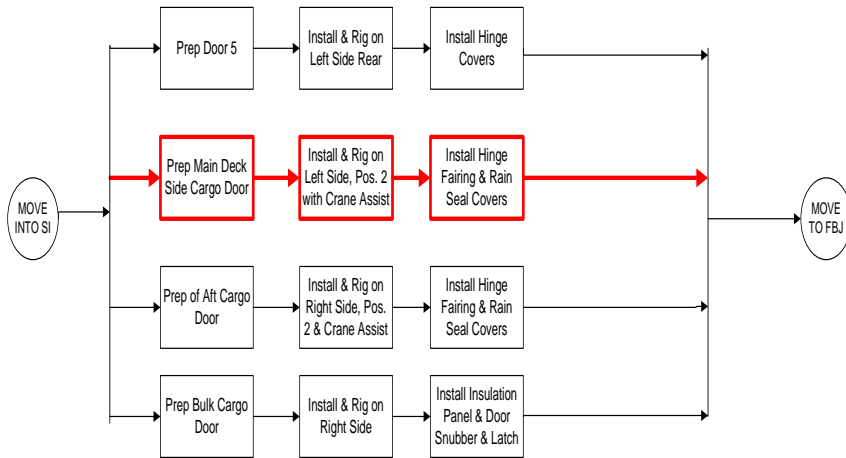 Prep Door 5
Install & Rig on
Left Side Rear
Install Hinge
Covers
MOVE
INTO SI
Prep Main Deck
Side Cargo Door
Install & Rig on
Left Side, Pos. 2
with Crane Assist
Install Hinge
Fairing & Rain
Seal Covers
MOVE
TO FBJ
Prep of Aft Cargo
Door
Install & Rig on
Right Side, Pos.
2 & Crane Assist
Install Hinge
Fairing & Rain
Seal Covers
Prep Bulk Cargo
Door
Install & Rig on
Right Side
Install Insulation
Panel & Door
Snubber & Latch